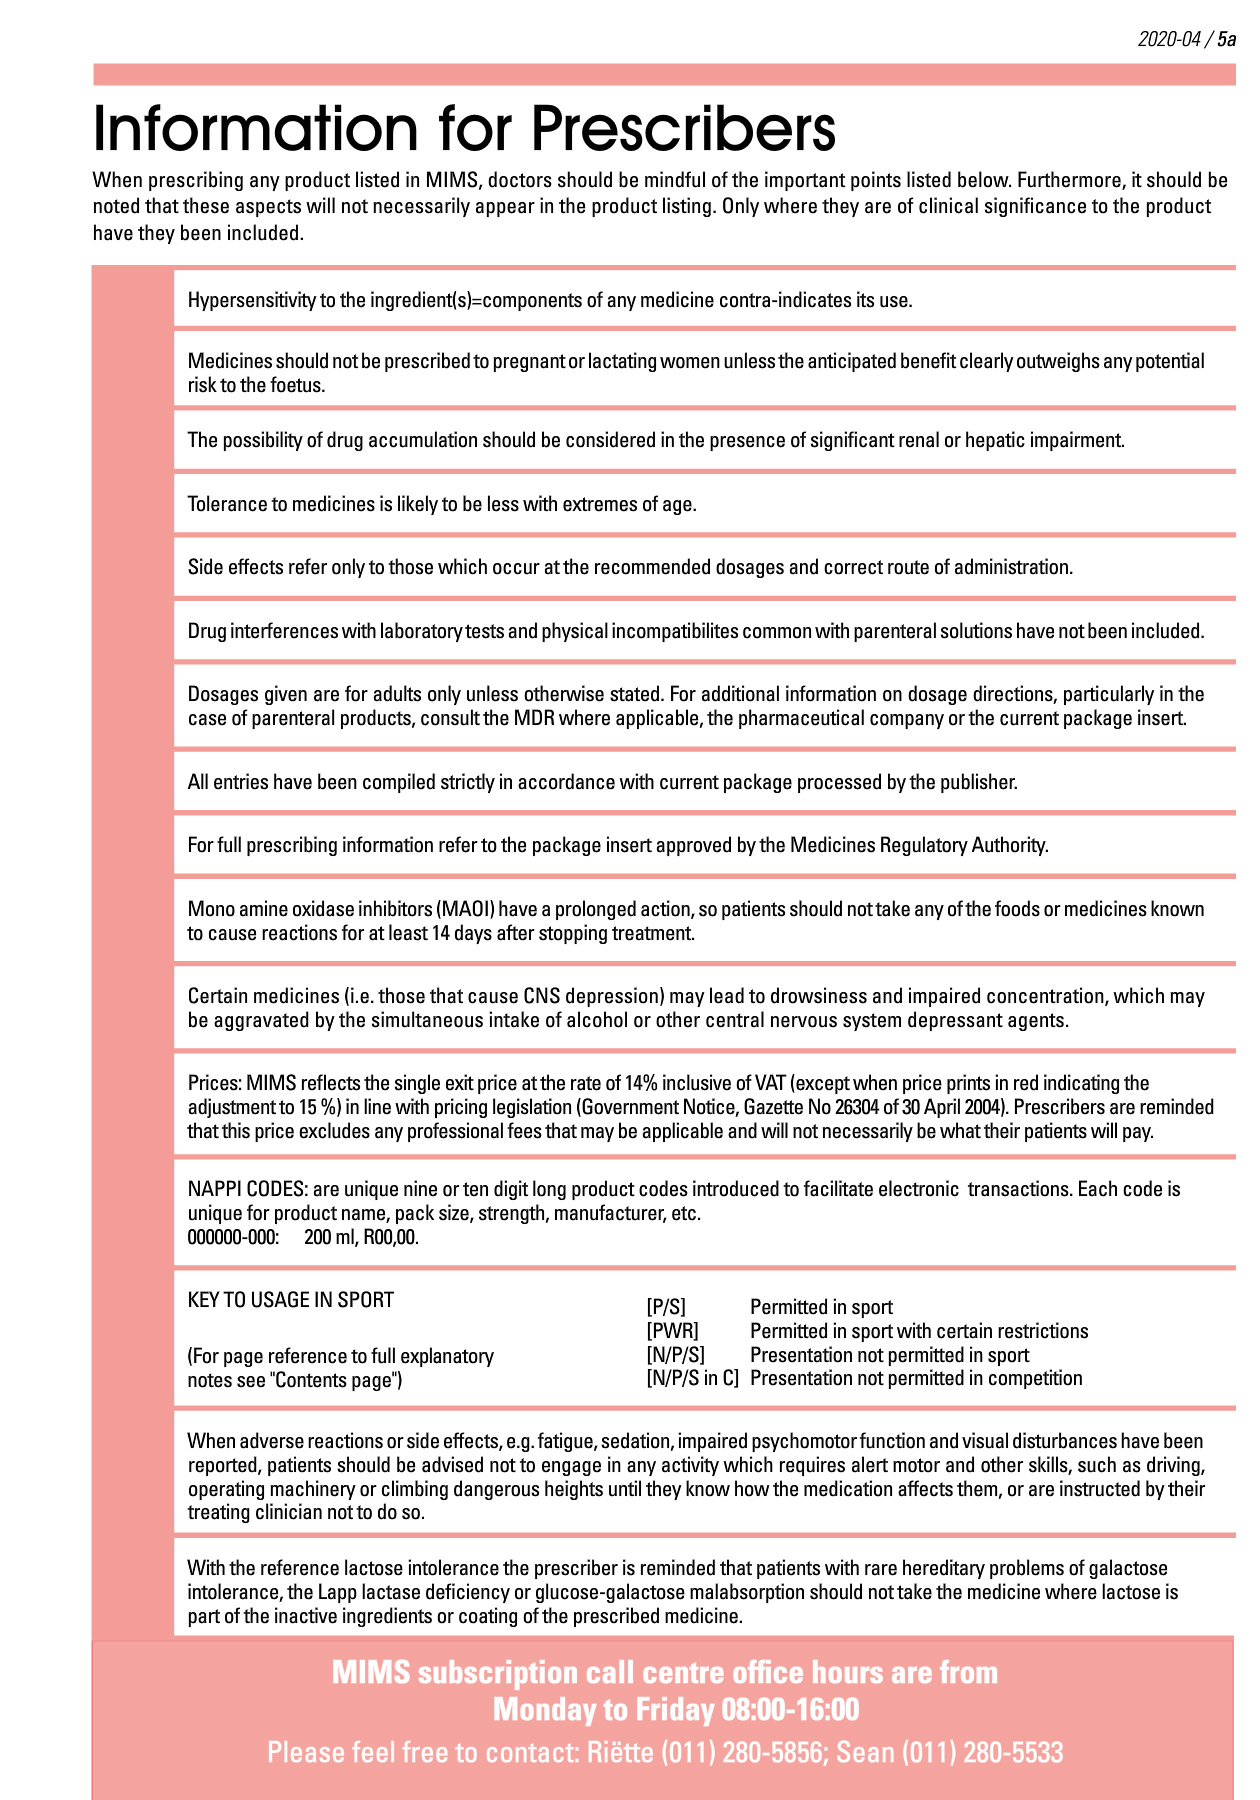 2020-04 / 5a
Information for Prescribers
When prescribing any product listed in MIMS, doctors should be mindful of the important points listed below. Furthermore, it should be
noted that these aspects will not necessarily appear in the product listing. Only where they are of clinical significance to the product
have they been included.
Hypersensitivity to the ingredient(s)=components of any medicine contra-indicates its use.
Medicines should not be prescribed to pregnant or lactating women unless the anticipated benefit clearly outweighs any potential
risk to the foetus.
The possibility of drug accumulation should be considered in the presence of significant renal or hepatic impairment.
Tolerance to medicines is likely to be less with extremes of age.
Side effects refer only to those which occur at the recommended dosages and correct route of administration.
Drug interferences with laboratory tests and physical incompatibilites common with parenteral solutions have not been included.
Dosages given are for adults only unless otherwise stated. For additional information on dosage directions, particularly in the
case of parenteral products, consult the MDR where applicable, the pharmaceutical company or the current package insert.
All entries have been compiled strictly in accordance with current package processed by the publisher.
For full prescribing information refer to the package insert approved by the Medicines Regulatory Authority.
Mono amine oxidase inhibitors (MAOI) have a prolonged action, so patients should not take any of the foods or medicines known
to cause reactions for at least 14 days after stopping treatment.
Certain medicines (i.e. those that cause CNS depression) may lead to drowsiness and impaired concentration, which may
be aggravated by the simultaneous intake of alcohol or other central nervous system depressant agents.
Prices: MIMS reflects the single exit price at the rate of 14% inclusive of VAT (except when price prints in red indicating the
adjustment to 15 %) in line with pricing legislation (Government Notice, Gazette No 26304 of 30 April 2004). Prescribers are reminded
that this price excludes any professional fees that may be applicable and will not necessarily be what their patients will pay.
NAPPI CODES: are unique nine or ten digit long product codes introduced to facilitate electronic transactions. Each code is
unique for product name, pack size, strength, manufacturer, etc.
000000-000: 200 ml, R00,00.
KEY TO USAGE IN SPORT
(For page reference to full explanatory
notes see "Contents page")
[P/S] Permitted in sport
[PWR] Permitted in sport with certain restrictions
[N/P/S] Presentation not permitted in sport
[N/P/S in C] Presentation not permitted in competition
When adverse reactions or side effects, e.g. fatigue, sedation, impaired psychomotor function and visual disturbances have been
reported, patients should be advised not to engage in any activity which requires alert motor and other skills, such as driving,
operating machinery or climbing dangerous heights until they know how the medication affects them, or are instructed by their
treating clinician not to do so.
With the reference lactose intolerance the prescriber is reminded that patients with rare hereditary problems of galactose
intolerance, the Lapp lactase deficiency or glucose-galactose malabsorption should not take the medicine where lactose is
part of the inactive ingredients or coating of the prescribed medicine.
MIMS subscription call centre office hours are from
Monday to Friday 08:00-16:00
Please feel free to contact: Riëtte (011) 280-5856; Sean (011) 280-5533